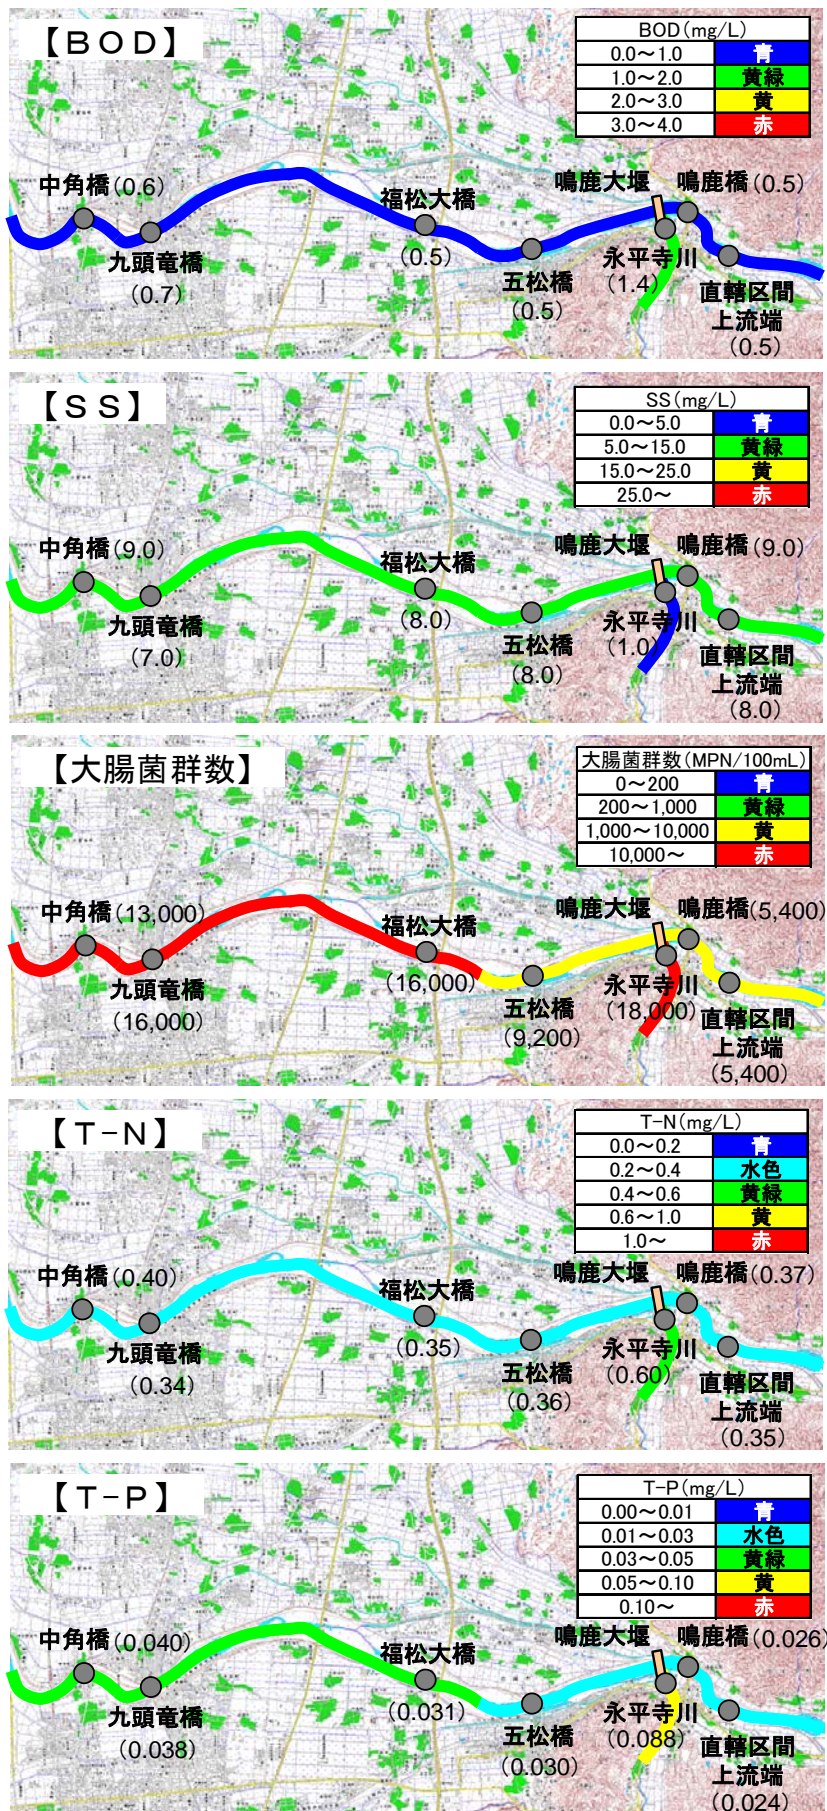 【BOD】
BOD(mg/L)
0.0～1.0 青
1.0～2.0 黄緑
2.0～3.0 黄
3.0～4.0 赤
中角橋(0.6)
九頭竜橋
(0.7)
福松大橋
(0.5)
五松橋
(0.5)
鳴鹿大堰
鳴鹿橋(0.5)
永平寺川
(1.4)
直轄区間
上流端
(0.5)
【SS】
SS(mg/L)
0.0～5.0 青
5.0～15.0 黄緑
15.0～25.0 黄
25.0～ 赤
中角橋(9.0)
九頭竜橋
(7.0)
福松大橋
(8.0)
五松橋
(8.0)
鳴鹿大堰
鳴鹿橋(9.0)
永平寺川
(1.0)
直轄区間
上流端
(8.0)
【大腸菌群数】
大腸菌群数(MPN/100mL)
0～200 青
200～1,000 黄緑
1,000～10,000 黄
10,000～ 赤
中角橋(13,000)
九頭竜橋
(16,000)
福松大橋
(16,000)
五松橋
(9,200)
鳴鹿大堰
鳴鹿橋(5,400)
永平寺川
(18,000)
直轄区間
上流端
(5,400)
【T-N】
T-N(mg/L)
0.0～0.2 青
0.2～0.4 水色
0.4～0.6 黄緑
0.6～1.0 黄
1.0～ 赤
中角橋(0.40)
九頭竜橋
(0.34)
福松大橋
(0.35)
五松橋
(0.36)
鳴鹿大堰
鳴鹿橋(0.37)
永平寺川
(0.60)
直轄区間
上流端
(0.35)
【T-P】
T-P(mg/L)
0.00～0.01 青
0.01～0.03 水色
0.03～0.05 黄緑
0.05～0.10 黄
0.10～ 赤
中角橋(0.040)
九頭竜橋
(0.038)
福松大橋
(0.031)
五松橋
(0.030)
鳴鹿大堰
鳴鹿橋(0.026)
永平寺川
(0.088)
直轄区間
上流端
(0.024)